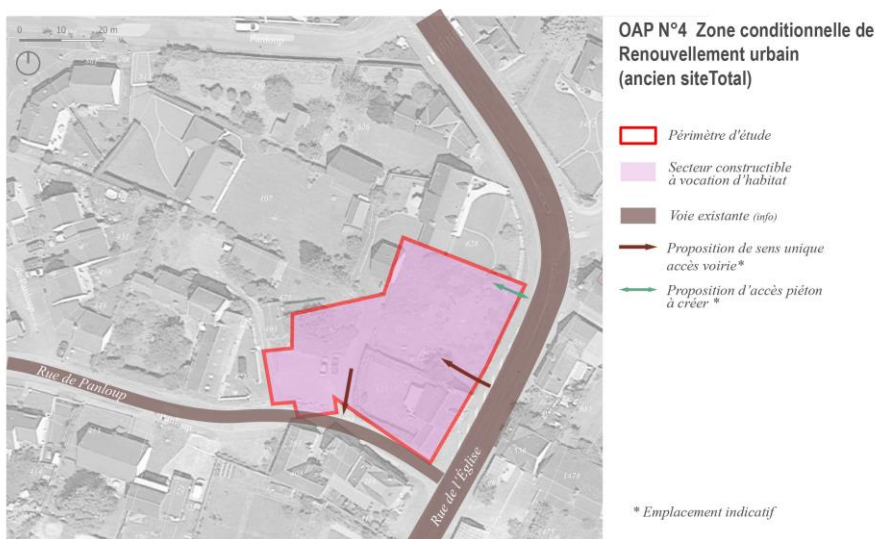 0 10 20 m
OAP N°4 Zone conditionnelle de
Renouvellement urbain
(ancien siteTotal)
Périmètre d'étude
Secteur constructible
à vocation d'habitat
Voie existante (info)
Proposition de sens unique
accès voirie*
Proposition d'accès piéton
à créer *
Rue de Panloup
Rue de l'Église
* Emplacement indicatif